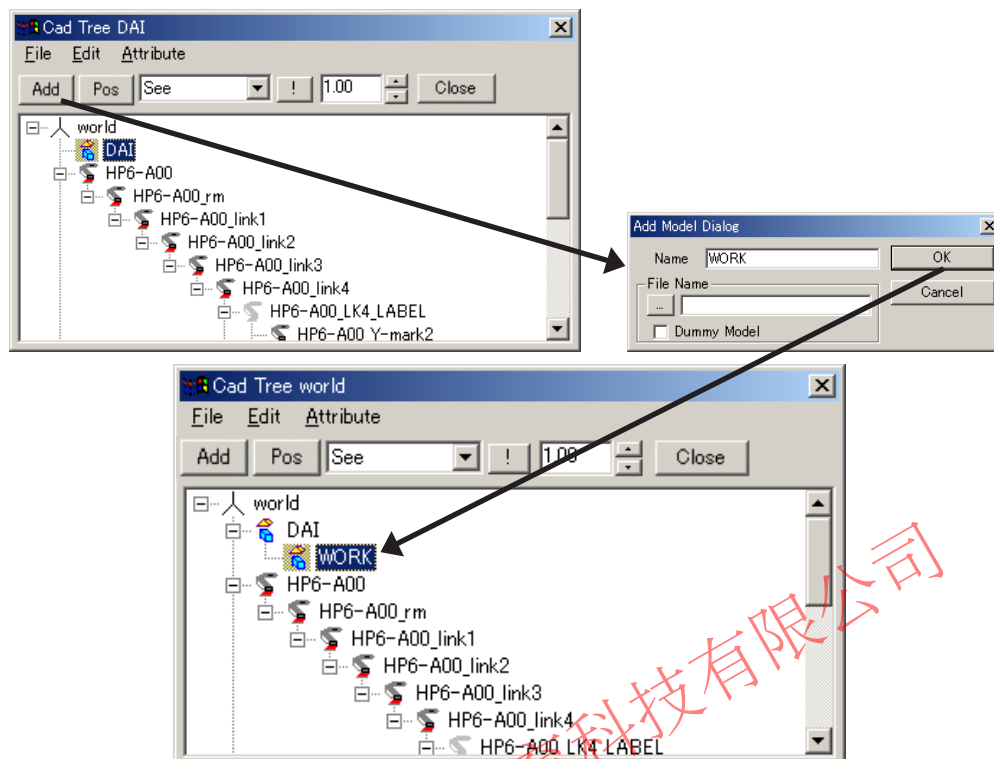 Cad Tree DAI
File Edit Attribute
Add Pos See ! 1.00 Close
world
DAI
HP6-A00
HP6-A00_rm
HP6-A00_link1
HP6-A00_link2
HP6-A00_link3
HP6-A00_link4
HP6-A00_LK4_LABEL
HP6-A00 Y-mark2
Add Model Dialog
Name WORK
OK
File Name
Cancel
...
Dummy Model
Cad Tree world
File Edit Attribute
Add Pos See ! 1.00 Close
world
DAI
WORK
HP6-A00
HP6-A00_rm
HP6-A00_link1
HP6-A00_link2
HP6-A00_link3
HP6-A00_link4
HP6-A00 LK4 LABEL
科技有限公司